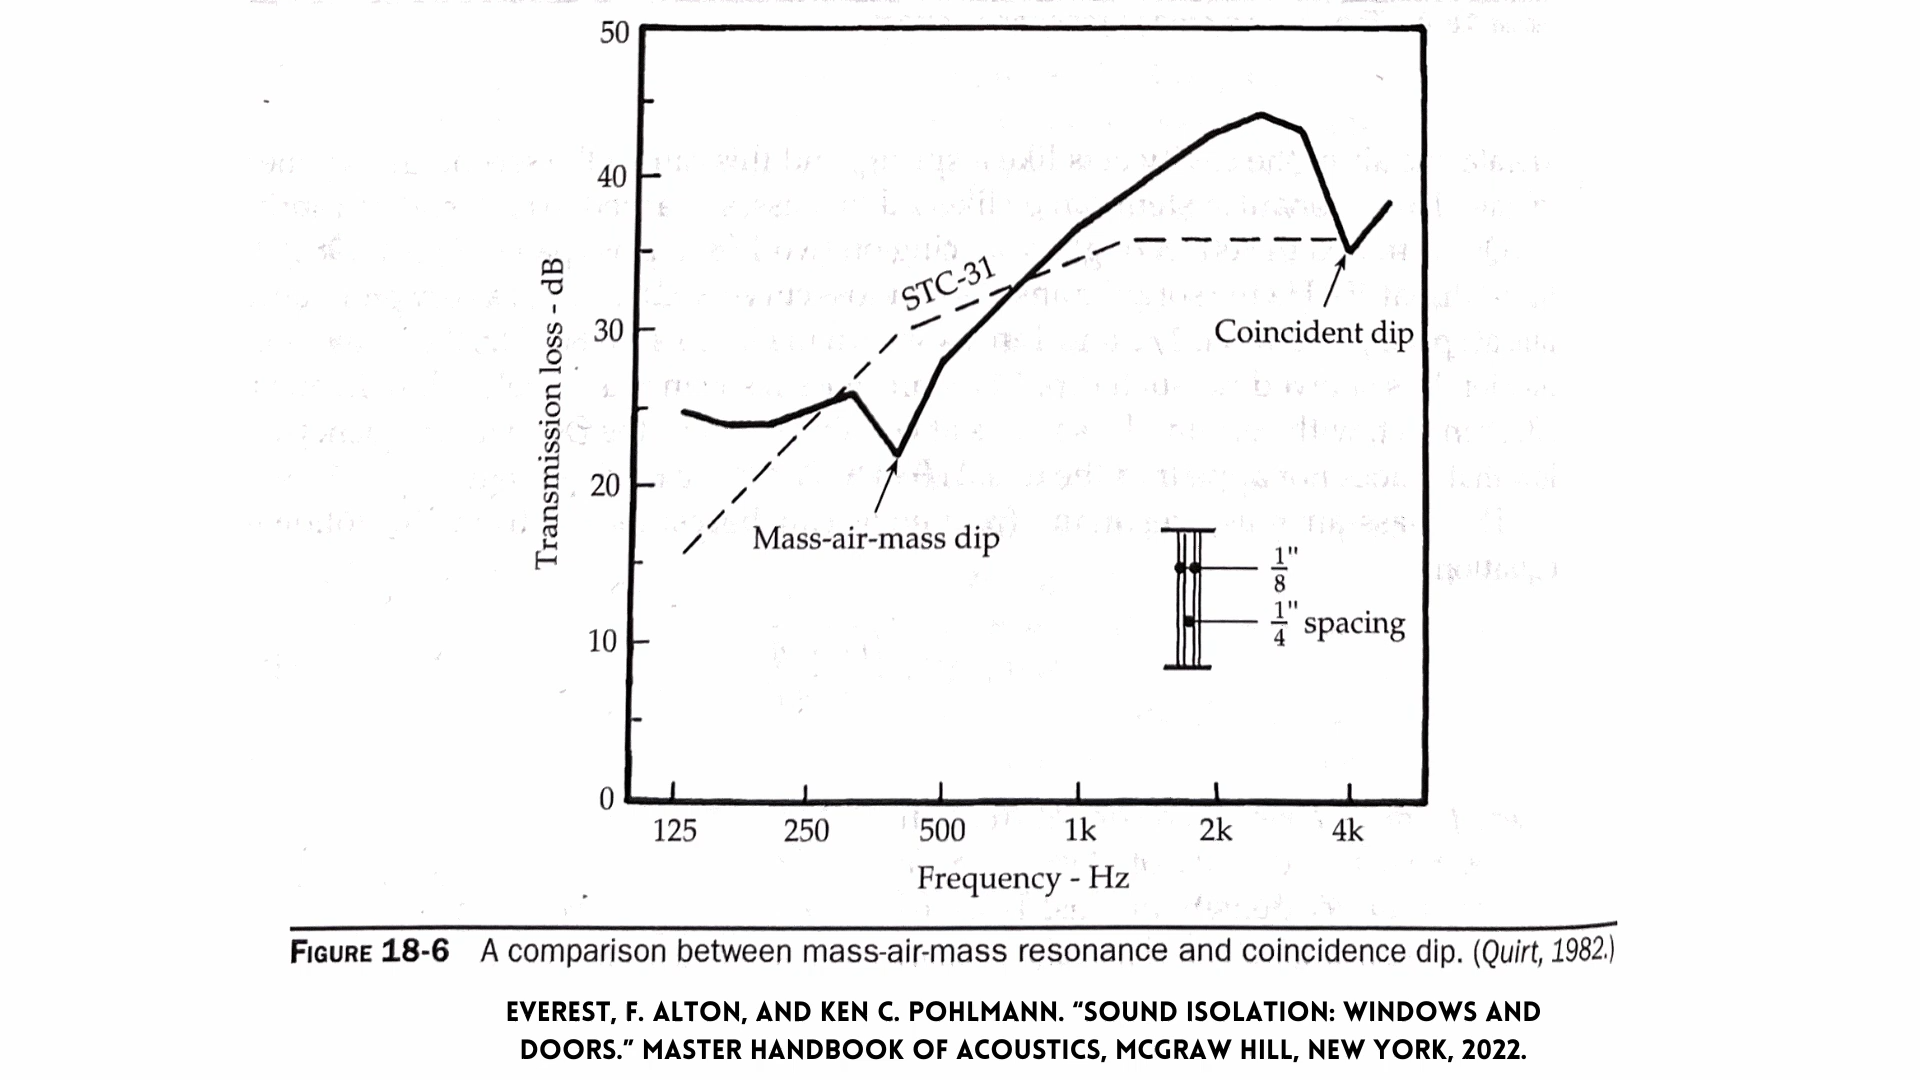 50
40
30
20
10
0
Transmission loss - dB
STC-31
Coincident dip
Mass-air-mass dip
1" 
8
1" spacing
4
125 250 500 1k 2k 4k
Frequency - Hz
FIGURE 18-6 A comparison between mass-air-mass resonance and coincidence dip. (Quirt, 1982.)
EVEREST, F. ALTON, AND KEN C. POHLMANN. “SOUND ISOLATION: WINDOWS AND
DOORS.” MASTER HANDBOOK OF ACOUSTICS, MCGRAW HILL, NEW YORK, 2022.